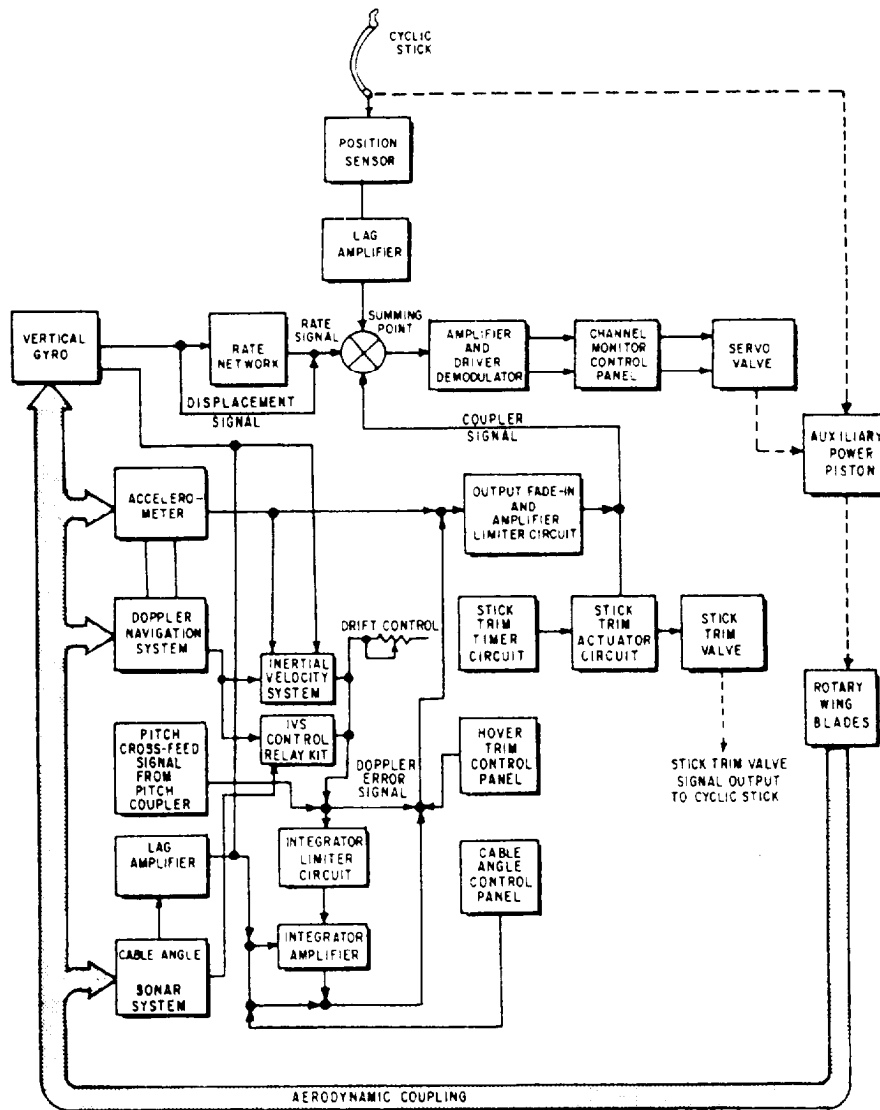 CYCLIC
STICK
POSITION
SENSOR
LAG
AMPLIFIER
VERTICAL
GYRO
RATE
NETWORK
RATE
SIGNAL
SUMMING
POINT
AMPLIFIER
AND
DRIVER
DEMODULATOR
CHANNEL
MONITOR
CONTROL
PANEL
SERVO
VALVE
DISPLACEMENT
SIGNAL
COUPLER
SIGNAL
AUXILIARY
POWER
PISTON
ACCELERO-
METER
OUTPUT FADE-IN
AND
AMPLIFIER
LIMITER CIRCUIT
DOPPLER
NAVIGATION
SYSTEM
DRIFT CONTROL
STICK
TRIM
TIMER
CIRCUIT
STICK
TRIM
ACTUATOR
CIRCUIT
STICK
TRIM
VALVE
INERTIAL
VELOCITY
SYSTEM
ROTARY
WING
BLADES
IVS
CONTROL
RELAY KIT
PITCH
CROSS-FEED
SIGNAL
FROM
PITCH
COUPLER
DOPPLER
ERROR
SIGNAL
HOVER
TRIM
CONTROL
PANEL
STICK TRIM VALVE
SIGNAL OUTPUT
TO CYCLIC STICK
LAG
AMPLIFIER
INTEGRATOR
LIMITER
CIRCUIT
CABLE
ANGLE
CONTROL
PANEL
CABLE ANGLE
SONAR
SYSTEM
INTEGRATOR
AMPLIFIER
AERODYNAMIC COUPLING